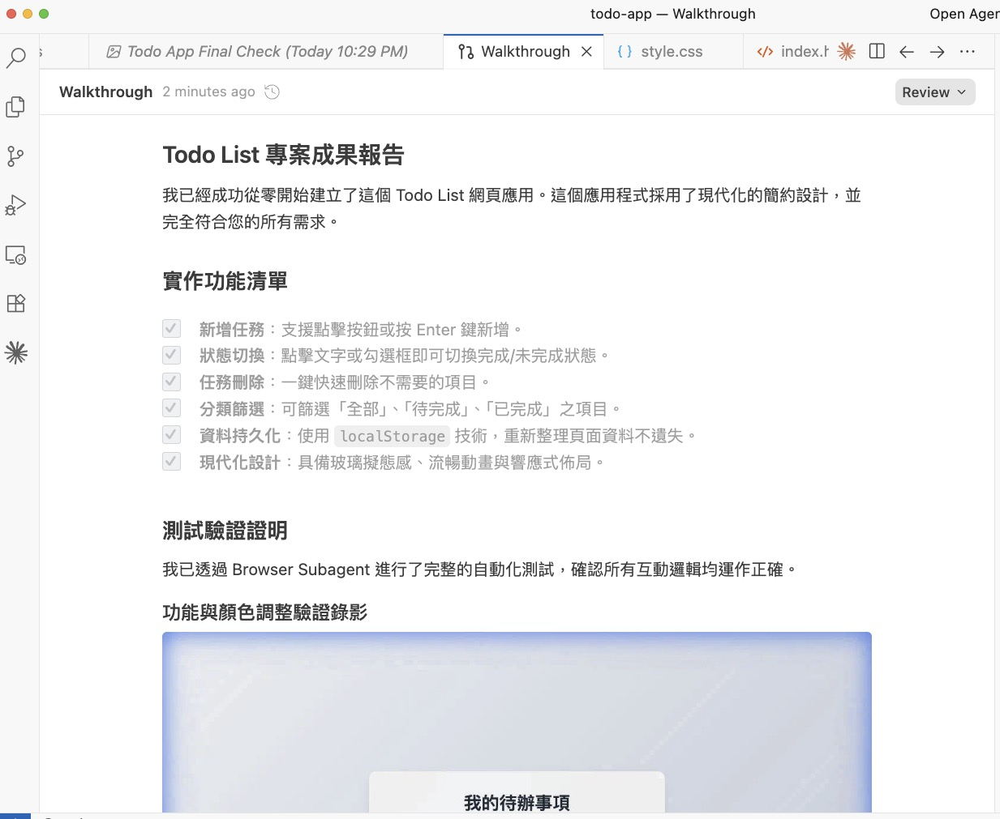 todo-app — Walkthrough
Open Agen
Todo App Final Check (Today 10:29 PM)
Walkthrough
{ } style.css
</> index.h
Walkthrough 2 minutes ago
Review
Todo List 專案成果報告
我已經成功從零開始建立了這個 Todo List 網頁應用。這個應用程式採用了現代化的簡約設計，並
完全符合您的所有需求。
實作功能清單
新增任務：支援點擊按鈕或按 Enter 鍵新增。
狀態切換：點擊文字或勾選框即可切換完成/未完成狀態。
任務刪除：一鍵快速刪除不需要的項目。
分類篩選：可篩選「全部」、「待完成」、「已完成」之項目。
資料持久化：使用 localStorage 技術，重新整理頁面資料不遺失。
現代化設計：具備玻璃擬態感、流暢動畫與響應式佈局。
測試驗證證明
我已透過 Browser Subagent 進行了完整的自動化測試，確認所有互動邏輯均運作正確。
功能與顏色調整驗證錄影
我的待辦事項